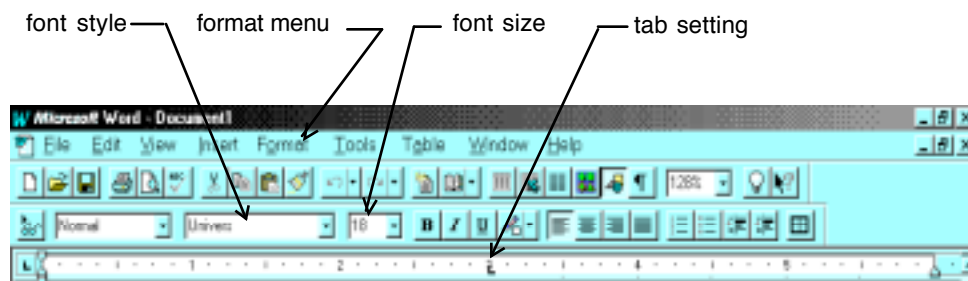 font style format menu font size tab setting
Microsoft Word - Document1
File Edit View Insert Format Tools Table Window Help
128%
Normal Univers 18 B I U
1 2 3 4 5